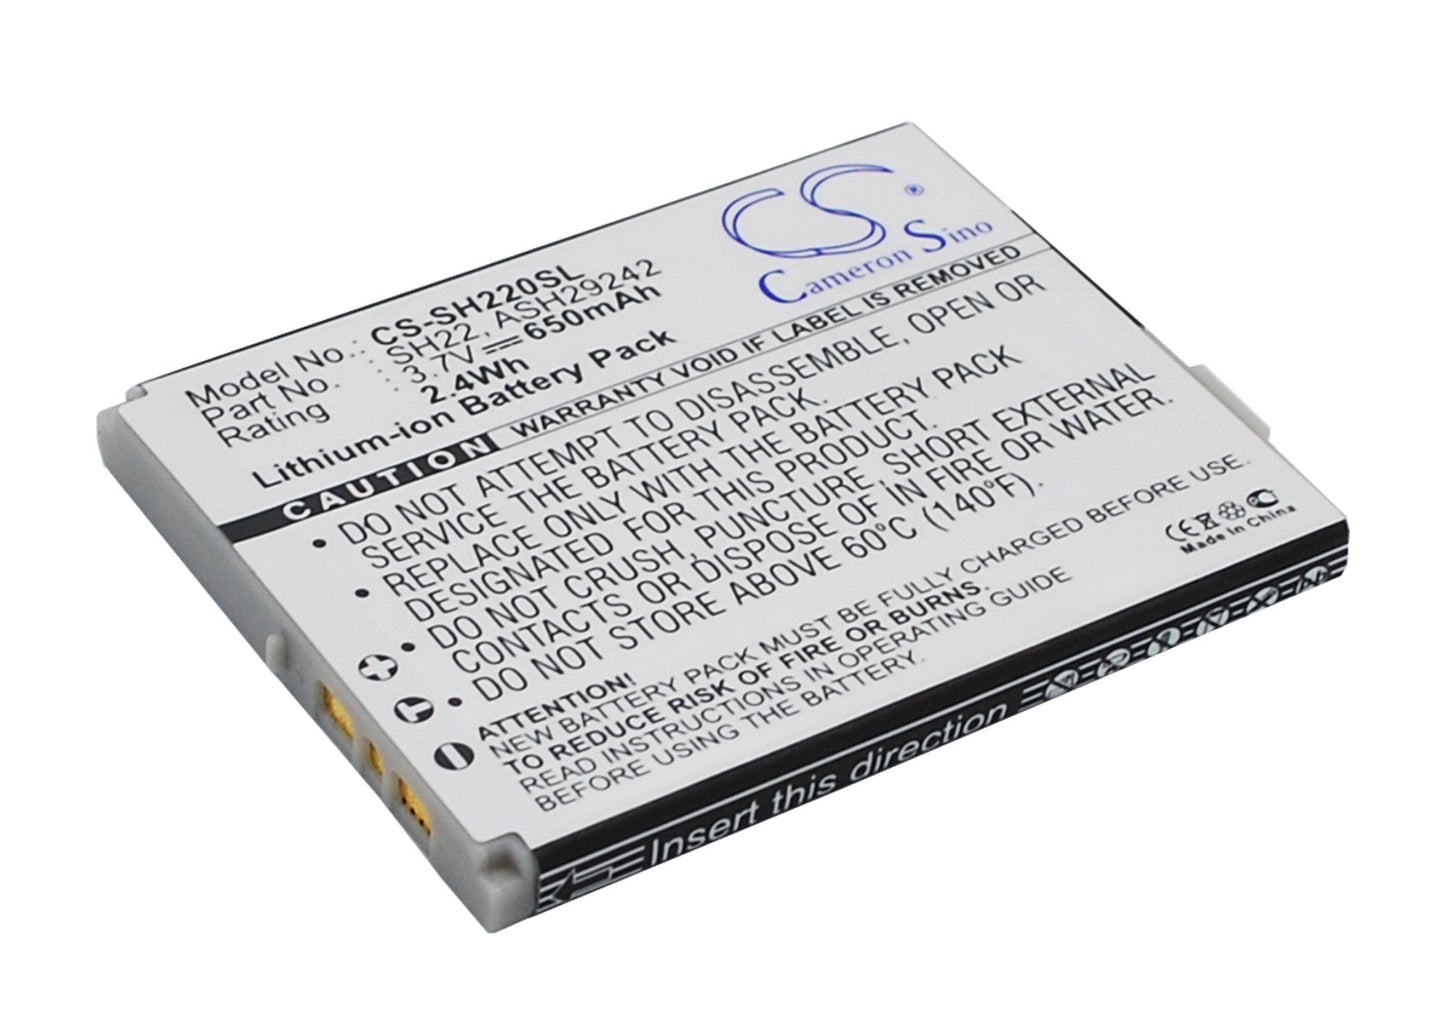 CS®
Cameron Sino
Model No.: CS-SH220SL
Part No. : SH22, ASH29242
Rating : 3.7V 650mAh
2.4Wh
Lithium-ion Battery Pack
CAUTION WARRANTY VOID IF LABEL IS REMOVED
• DO NOT ATTEMPT TO DISASSEMBLE, OPEN OR
SERVICE THE BATTERY PACK.
• REPLACE ONLY WITH THE BATTERY PACK
DESIGNATED FOR THIS PRODUCT.
• DO NOT CRUSH, PUNCTURE, SHORT EXTERNAL
CONTACTS OR DISPOSE OF IN FIRE OR WATER.
• DO NOT STORE ABOVE 60°C (140°F).
ATTENTION!
NEW BATTERY PACK MUST BE FULLY CHARGED BEFORE USE.
TO REDUCE RISK OF FIRE OR BURNS,
READ INSTRUCTIONS IN OPERATING GUIDE
BEFORE USING THE BATTERY.
CE
Made in China
Insert this direction